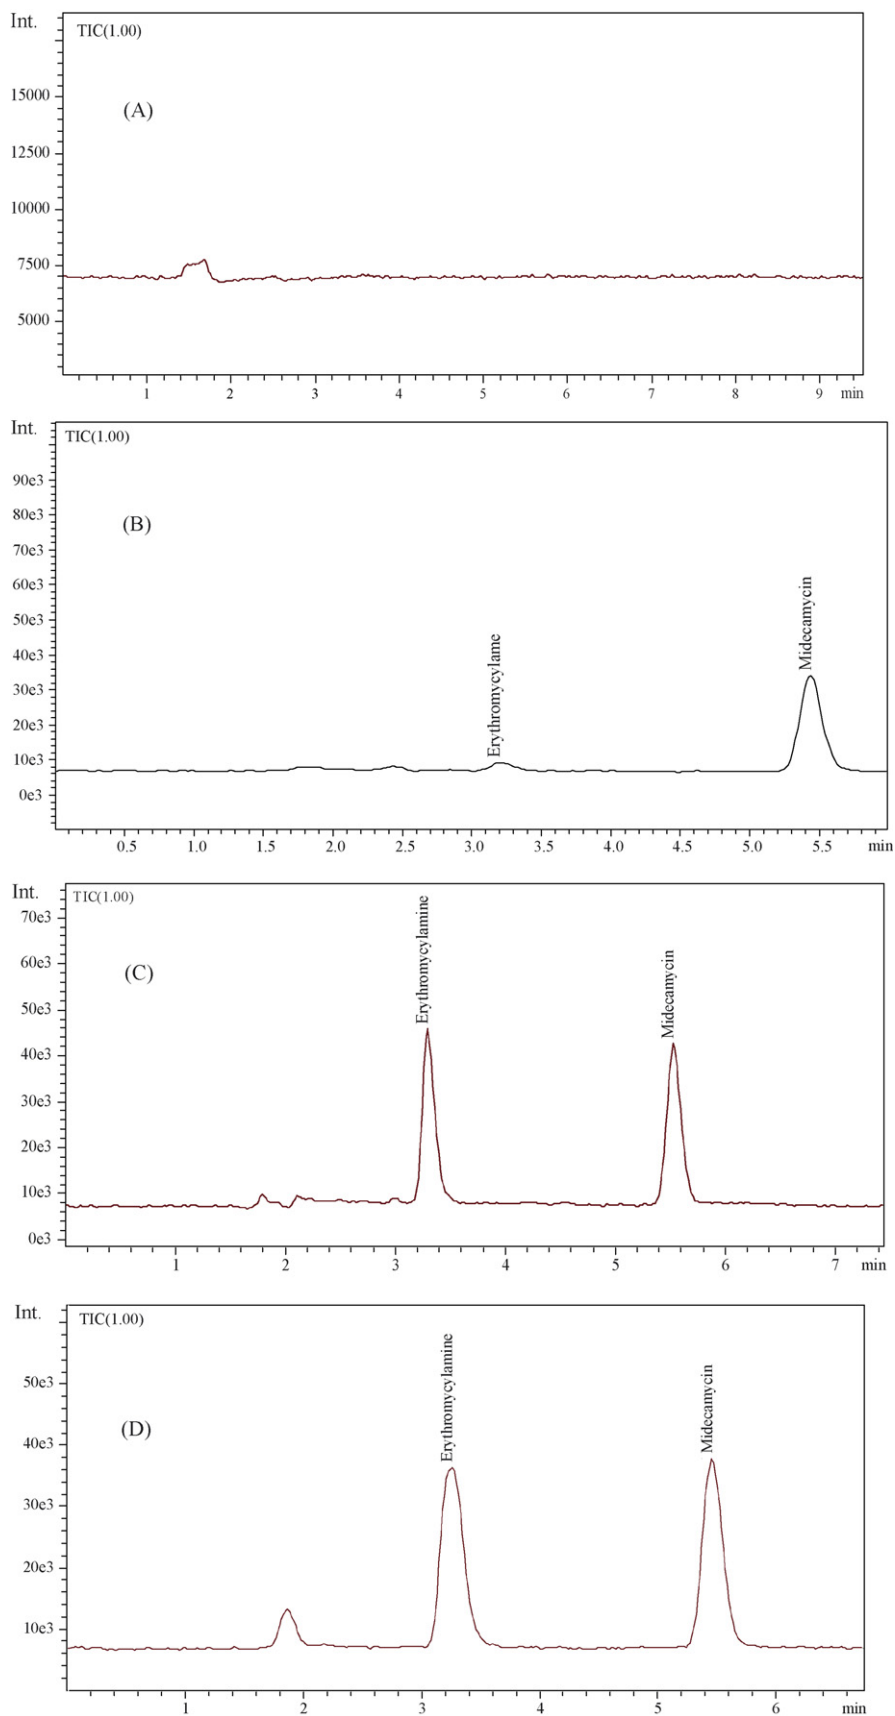 Int.
TIC(1.00)
(A)
15000
12500
10000
7500
5000
1 2 3 4 5 6 7 8 9 min
Int.
TIC(1.00)
(B)
90e3
80e3
70e3
60e3
50e3
40e3
30e3
20e3
10e3
0e3
Erythromycylame
Midecamycin
0.5 1.0 1.5 2.0 2.5 3.0 3.5 4.0 4.5 5.0 5.5 min
Int.
TIC(1.00)
(C)
70e3
60e3
50e3
40e3
30e3
20e3
10e3
0e3
Erythromycylamine
Midecamycin
1 2 3 4 5 6 7 min
Int.
TIC(1.00)
(D)
50e3
40e3
30e3
20e3
10e3
Erythromycylamine
Midecamycin
1 2 3 4 5 6 min